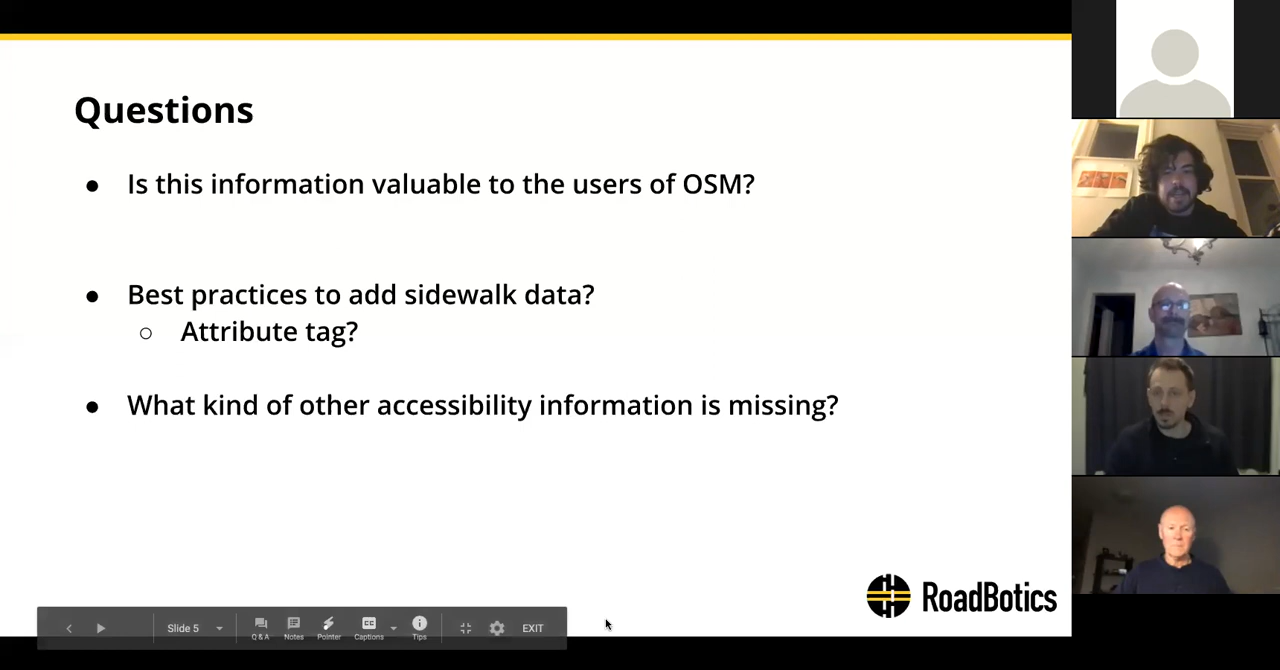 Questions
● Is this information valuable to the users of OSM?
● Best practices to add sidewalk data?
○ Attribute tag?
● What kind of other accessibility information is missing?
RoadBotics
Slide 5
Q & A
Notes
Pointer
Captions
Tips
EXIT